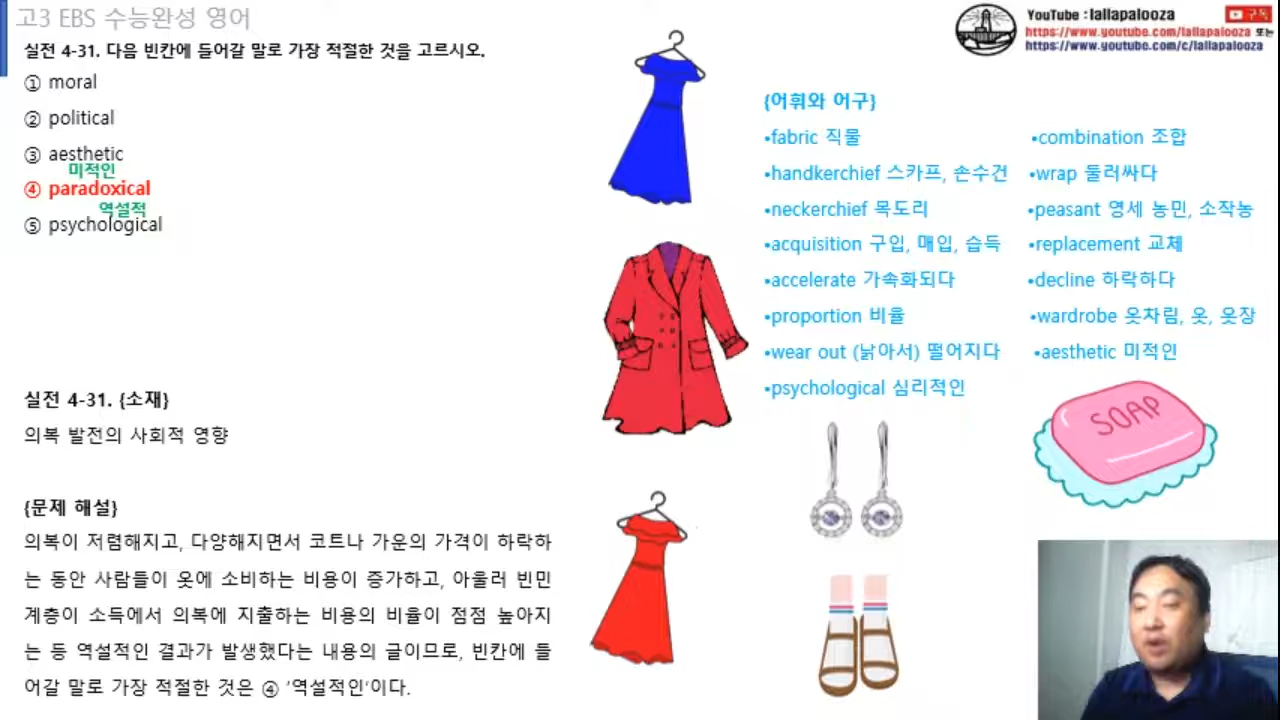 고3 EBS 수능완성 영어
실전 4-31. 다음 빈칸에 들어갈 말로 가장 적절한 것을 고르시오.
① moral
② political
③ aesthetic
미적인
④ paradoxical
역설적
⑤ psychological
실전 4-31. {소재}
의복 발전의 사회적 영향
{문제 해설}
의복이 저렴해지고, 다양해지면서 코트나 가운의 가격이 하락하
는 동안 사람들이 옷에 소비하는 비용이 증가하고, 아울러 빈민
계층이 소득에서 의복에 지출하는 비용의 비율이 점점 높아지
는 등 역설적인 결과가 발생했다는 내용의 글이므로, 빈칸에 들
어갈 말로 가장 적절한 것은 ④ ‘역설적인’이다.
YouTube : lallapalooza
구독
https://www.youtube.com/lallapalooza 또는
https://www.youtube.com/c/lallapalooza
{어휘와 어구}
•fabric 직물 •combination 조합
•handkerchief 스카프, 손수건 •wrap 둘러싸다
•neckerchief 목도리 •peasant 영세 농민, 소작농
•acquisition 구입, 매입, 습득 •replacement 교체
•accelerate 가속화되다 •decline 하락하다
•proportion 비율 •wardrobe 옷차림, 옷, 옷장
•wear out (낡아서) 떨어지다 •aesthetic 미적인
•psychological 심리적인
SOAP